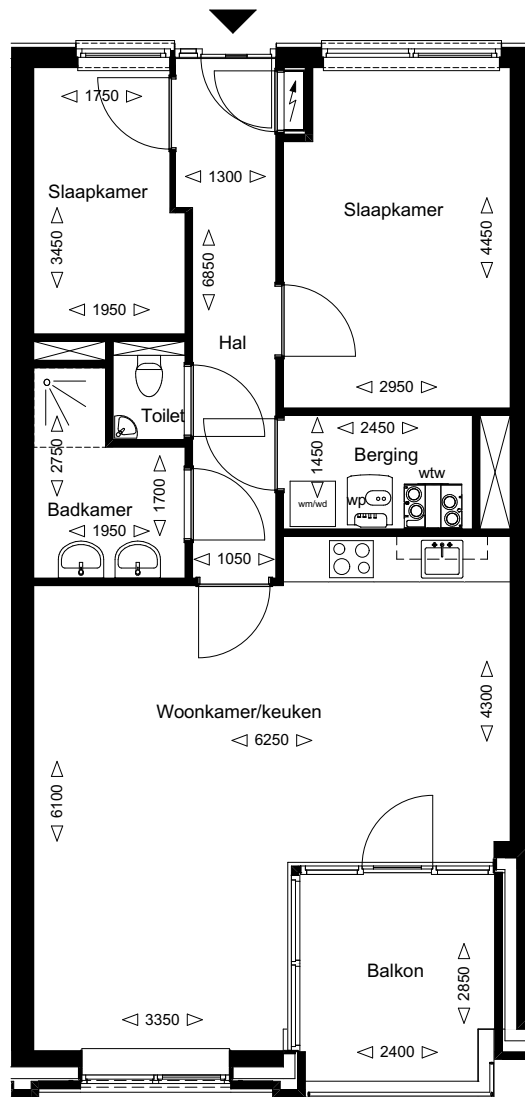 1750
1300
Slaapkamer
Slaapkamer
3450
6850
4450
1950
Hal
2950
Toilet
2450
1450
Berging
2750
wtw
1700
wm/wd
wp
Badkamer
1950
1050
Woonkamer/keuken
4300
6250
6100
Balkon
2850
3350
2400